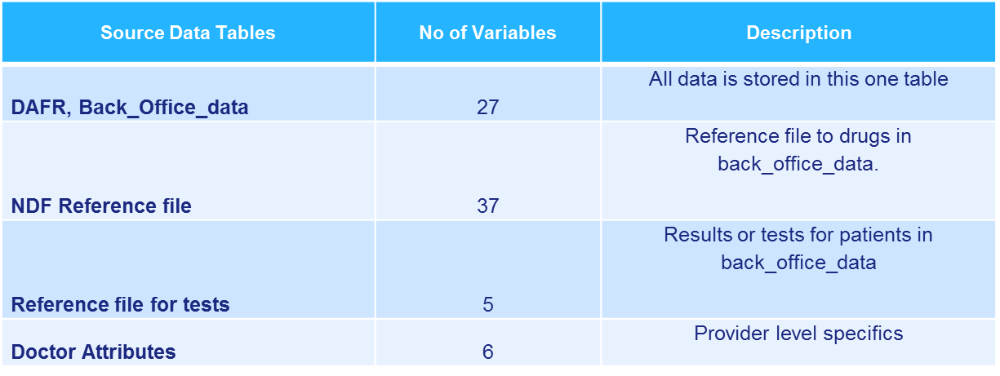 Source Data Tables No of Variables Description
DAFR, Back_Office_data 27 All data is stored in this one table
NDF Reference file 37 Reference file to drugs in
back_office_data.
Reference file for tests 5 Results or tests for patients in
back_office_data
Doctor Attributes 6 Provider level specifics